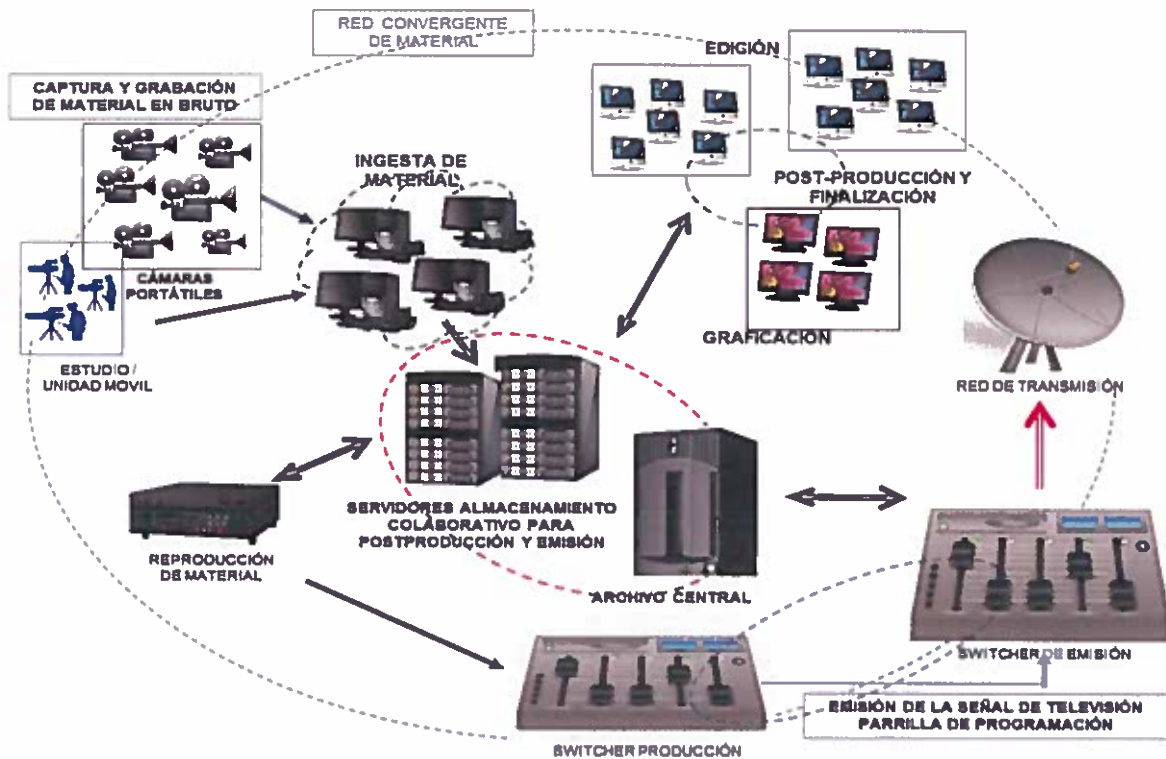 RED CONVERGENTE
DE MATERIAL
EDICIÓN
CAPTURA Y GRABACIÓN
DE MATERIAL EN BRUTO
INGESTA DE
MATERIAL
POST-PRODUCCIÓN Y
FINALIZACIÓN
CÁMARAS
PORTÁTILES
GRAFICACION
ESTUDIO /
UNIDAD MOVIL
RED DE TRANSMISIÓN
SERVIDORES ALMACENAMIENTO
COLABORATIVO PARA
POSTPRODUCCIÓN Y EMISIÓN
REPRODUCCIÓN
DE MATERIAL
ARCHIVO CENTRAL
SWITCHER DE EMISIÓN
EMISIÓN DE LA SEÑAL DE TELEVISIÓN
PARRILLA DE PROGRAMACIÓN
SWITCHER PRODUCCIÓN